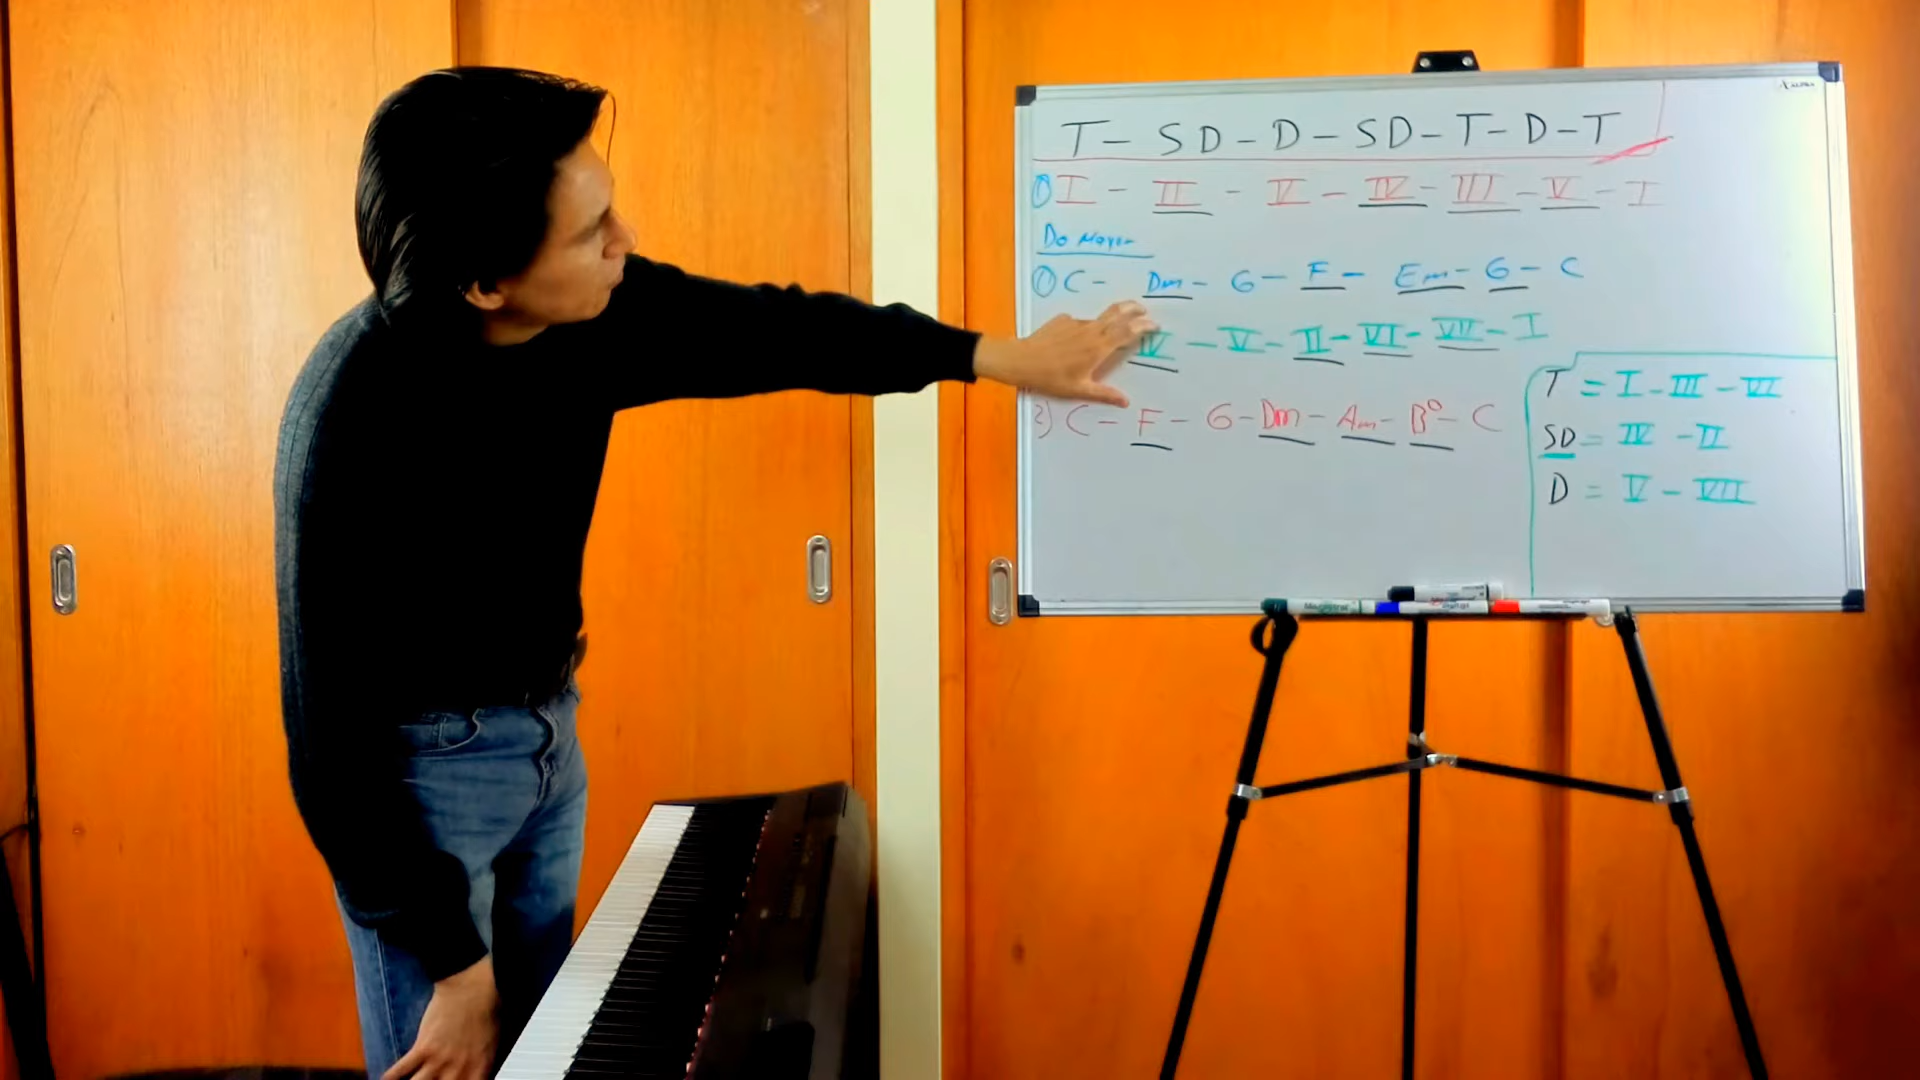 T - SD - D - SD - T - D - T
① I - II - V - IV - III - V - I
Do Mayor
① C - Dm - G - F - Em - G - C
IV - V - II - VI - VII - I
2) C - F - G - Dm - Am - B° - C
T = I - III - VI
SD = IV - II
D = V - VII